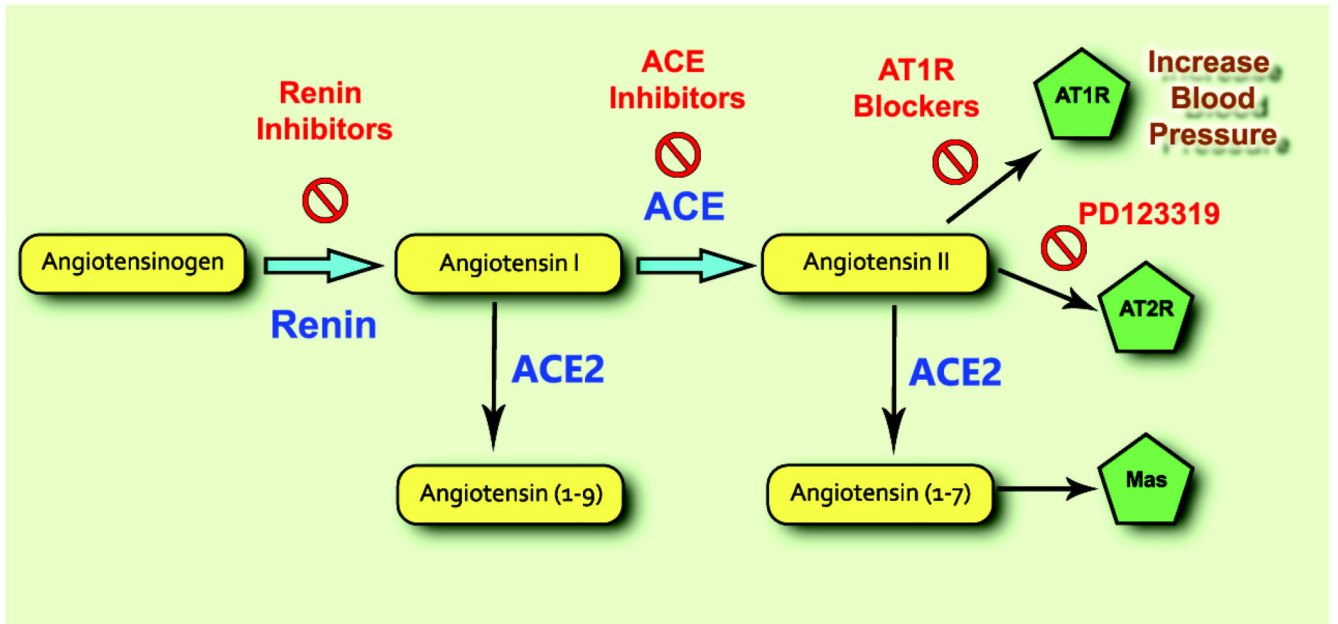 Renin
Inhibitors
ACE
Inhibitors
AT1R
Blockers
AT1R
Increase
Blood
Pressure
ACE
PD123319
Angiotensinogen
Angiotensin I
Angiotensin II
Renin
AT2R
ACE2
ACE2
Angiotensin (1-9)
Angiotensin (1-7)
Mas